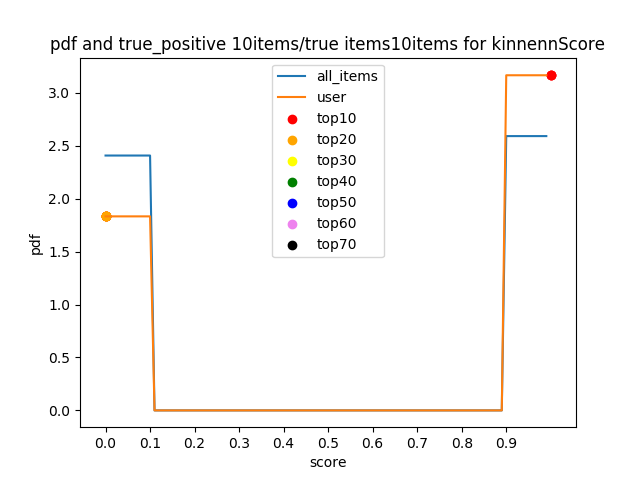 pdf and true_positive 10items/true items10items for kinnennScore
all_items
user
top10
top20
top30
top40
top50
top60
top70
pdf
3.0
2.5
2.0
1.5
1.0
0.5
0.0
0.0 0.1 0.2 0.3 0.4 0.5 0.6 0.7 0.8 0.9
score